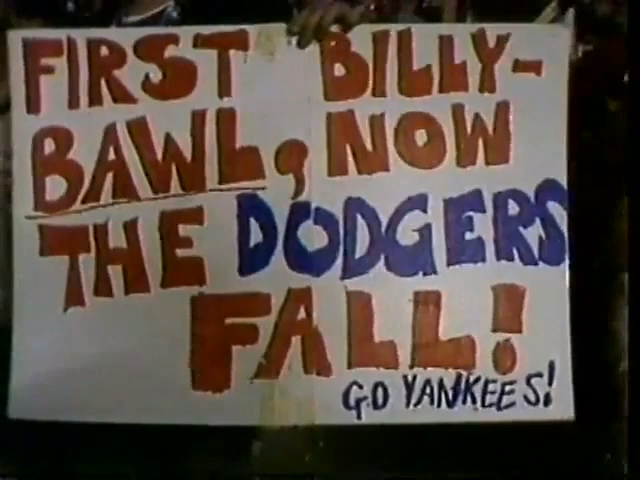 FIRST BILLY-
BAWL, NOW
THE DODGERS
FALL!
GO YANKEES!